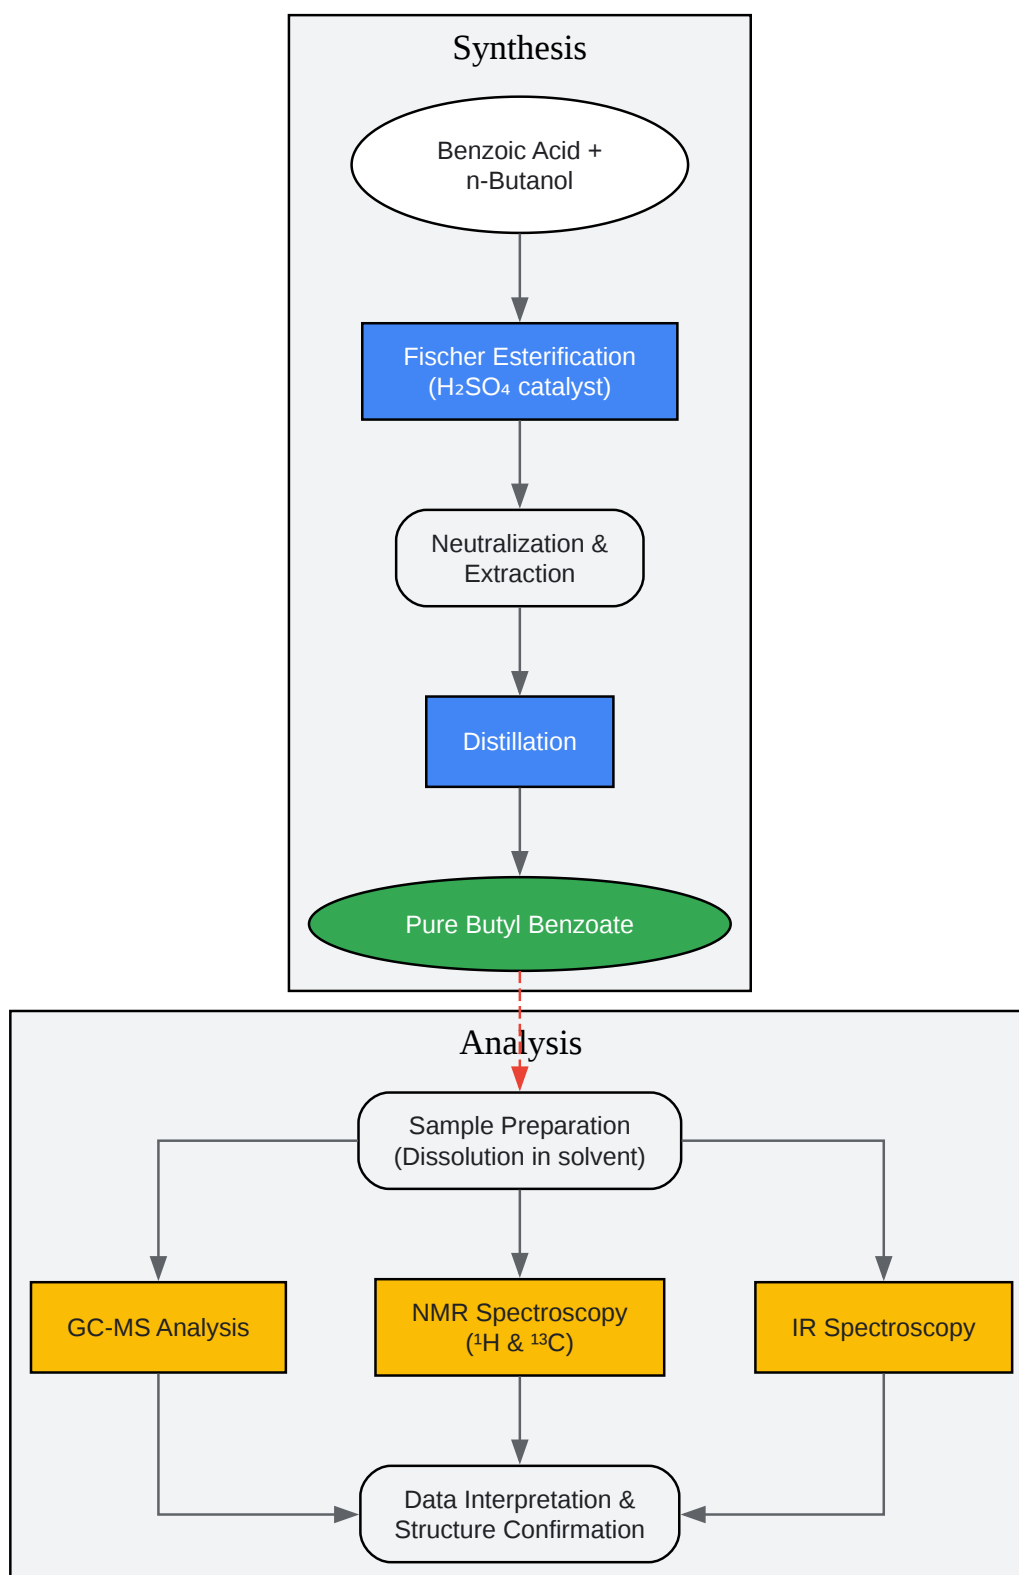 Synthesis
Benzoic Acid +
n-Butanol
Fischer Esterification
(H₂SO₄ catalyst)
Neutralization &
Extraction
Distillation
Pure Butyl Benzoate
Analysis
Sample Preparation
(Dissolution in solvent)
GC-MS Analysis
NMR Spectroscopy
(¹H & ¹³C)
IR Spectroscopy
Data Interpretation &
Structure Confirmation